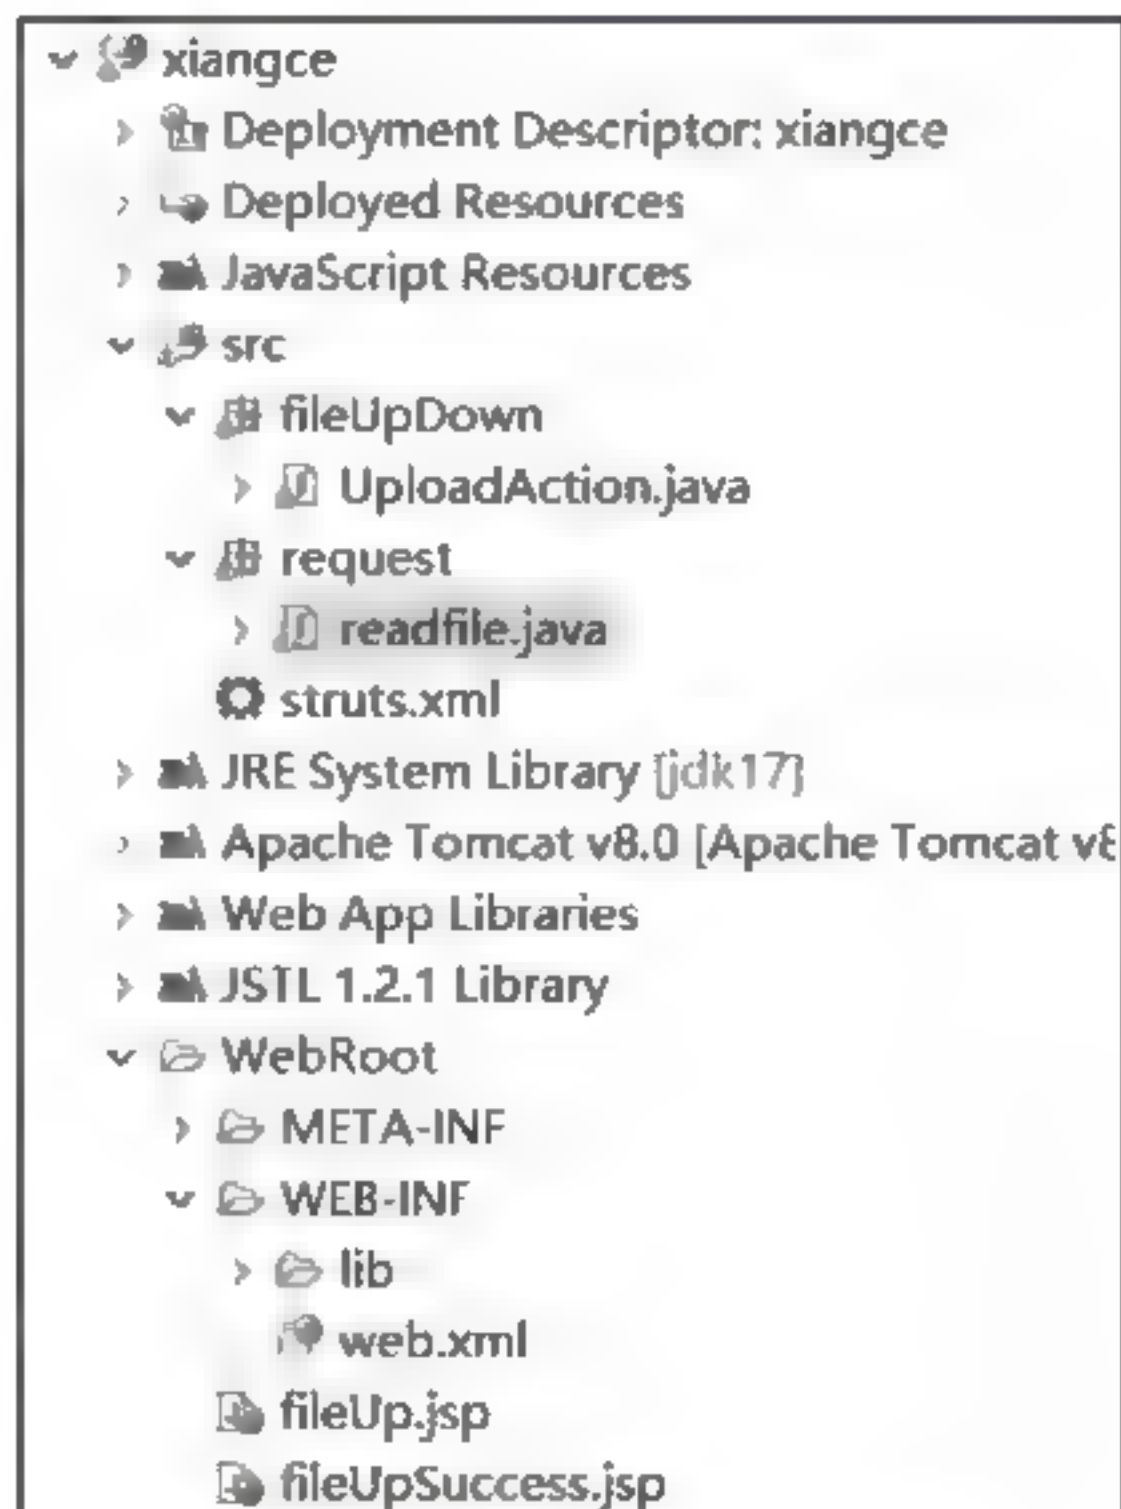 xiangce
Deployment Descriptor: xiangce
Deployed Resources
JavaScript Resources
src
fileUpDown
UploadAction.java
request
readfile.java
struts.xml
JRE System Library [jdk17]
Apache Tomcat v8.0 [Apache Tomcat v8
Web App Libraries
JSTL 1.2.1 Library
WebRoot
META-INF
WEB-INF
lib
web.xml
fileUp.jsp
fileUpSuccess.jsp